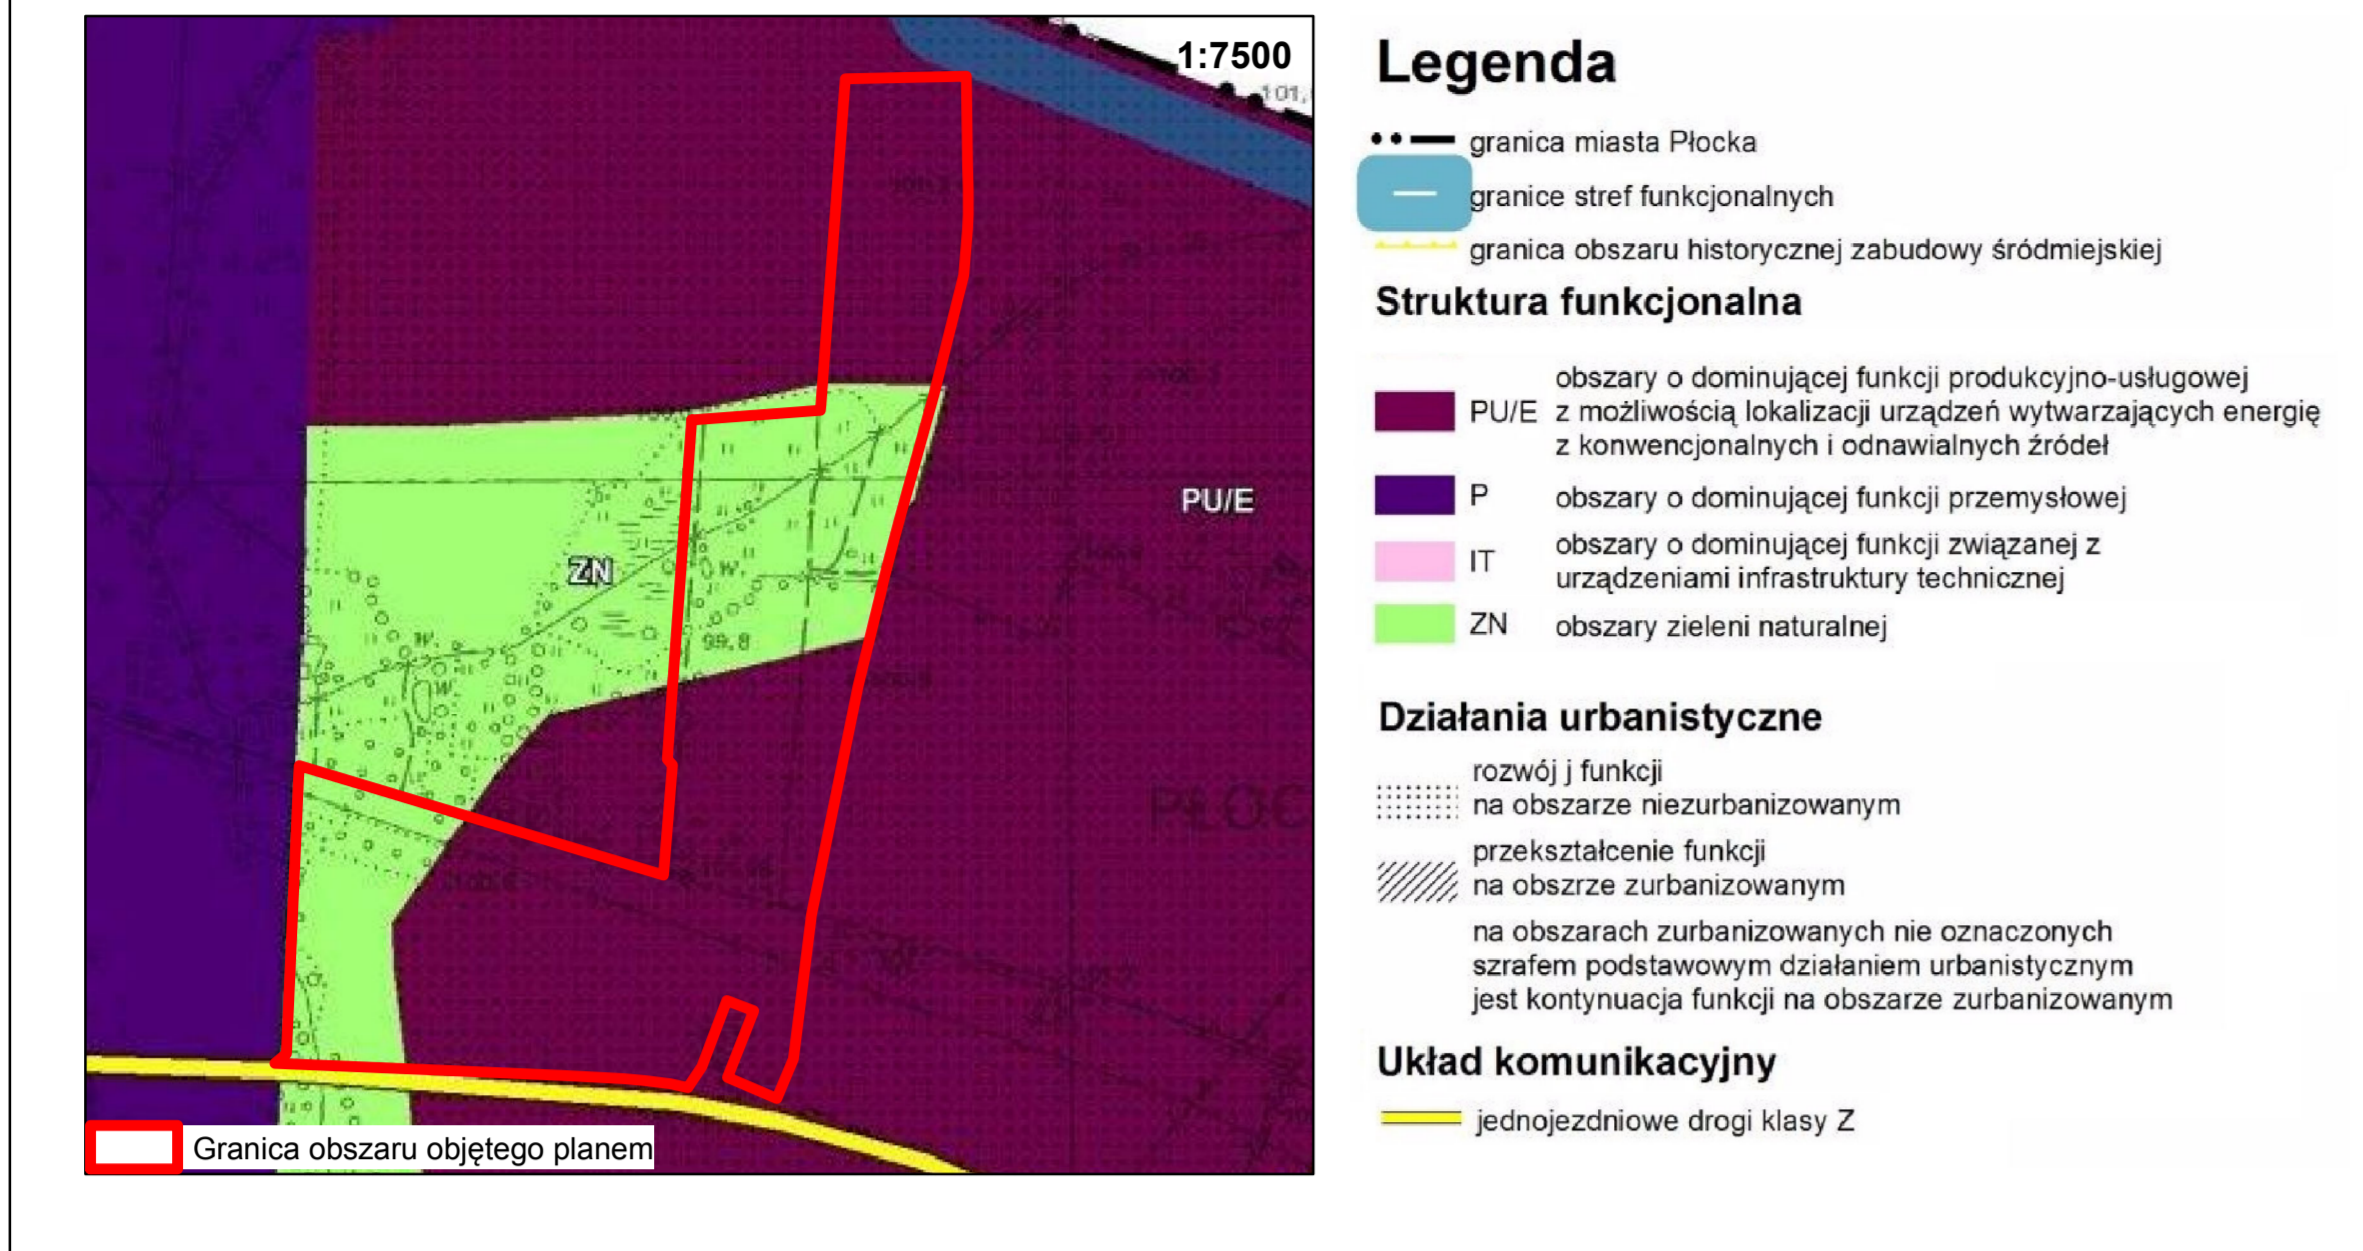 1:7500
101,
PU/E
ZN
W.
W.
W.
99.8
PŁOC
Granica obszaru objętego planem
Legenda
granica miasta Płocka
granice stref funkcjonalnych
granica obszaru historycznej zabudowy śródmiejskiej
Struktura funkcjonalna
PU/E obszary o dominującej funkcji produkcyjno-usługowej
z możliwością lokalizacji urządzeń wytwarzających energię
z konwencjonalnych i odnawialnych źródeł
P obszary o dominującej funkcji przemysłowej
IT obszary o dominującej funkcji związanej z
urządzeniami infrastruktury technicznej
ZN obszary zieleni naturalnej
Działania urbanistyczne
rozwój j funkcji
na obszarze niezurbanizowanym
przekształcenie funkcji
na obszrze zurbanizowanym
na obszarach zurbanizowanych nie oznaczonych
szrafem podstawowym działaniem urbanistycznym
jest kontynuacja funkcji na obszarze zurbanizowanym
Układ komunikacyjny
jednojezdniowe drogi klasy Z